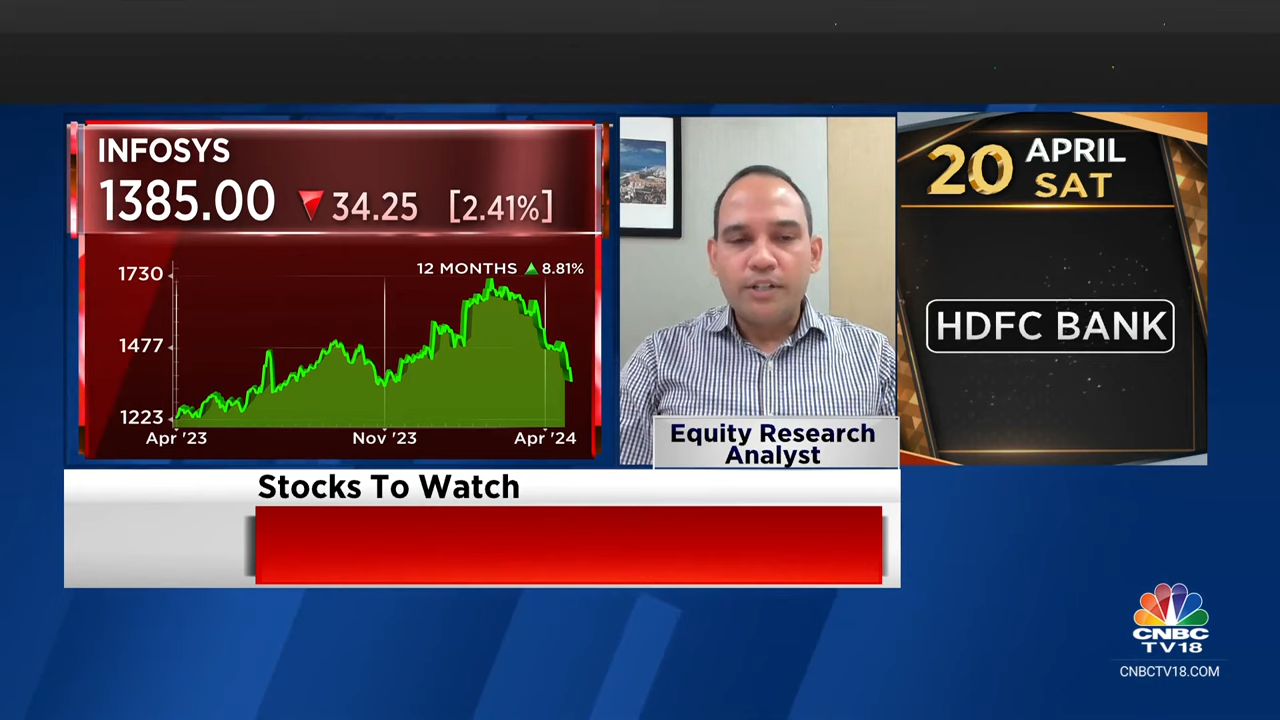 INFOSYS
1385.00 ▼ 34.25 [2.41%]
12 MONTHS ▲ 8.81%
1730
1477
1223
Apr '23 Nov '23 Apr '24
Equity Research
Analyst
20 APRIL
SAT
HDFC BANK
Stocks To Watch
CNBC
TV18
CNBCTV18.COM